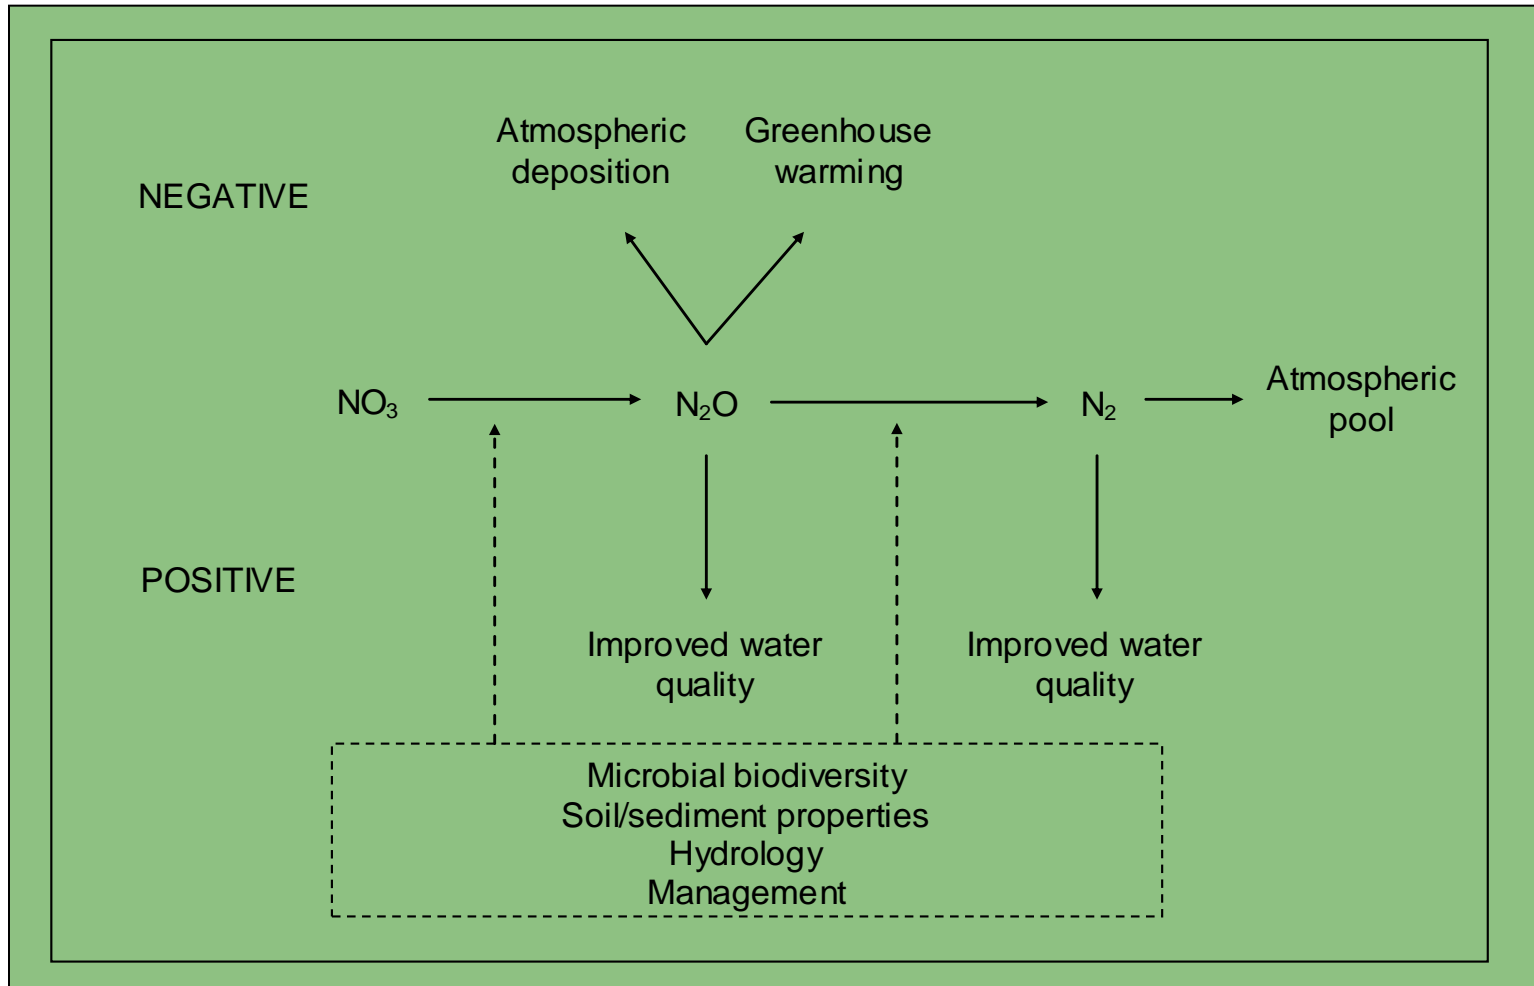 Atmospheric
deposition
Greenhouse
warming
NEGATIVE
NO₃
N₂O
N₂
Atmospheric
pool
POSITIVE
Improved water
quality
Improved water
quality
Microbial biodiversity
Soil/sediment properties
Hydrology
Management